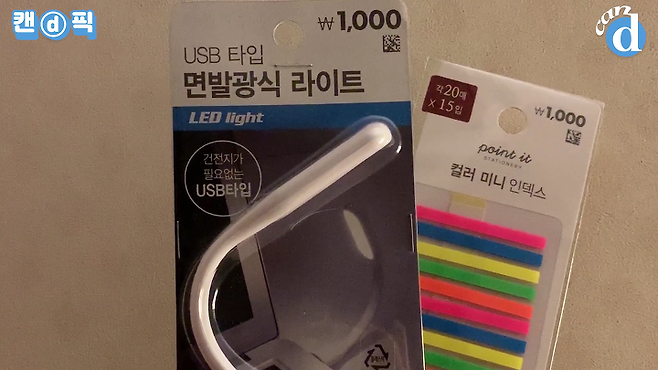 캔ⓓ픽
can
d
₩1,000
USB 타입
면발광식 라이트
LED light
건전지가
필요없는
USB타입
각20매
X 15입
₩1,000
point it
STATIONERY
컬러 미니 인덱스